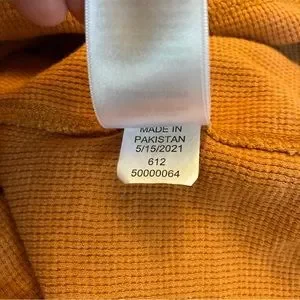 MADE IN
PAKISTAN
5/15/2021
612
50000064